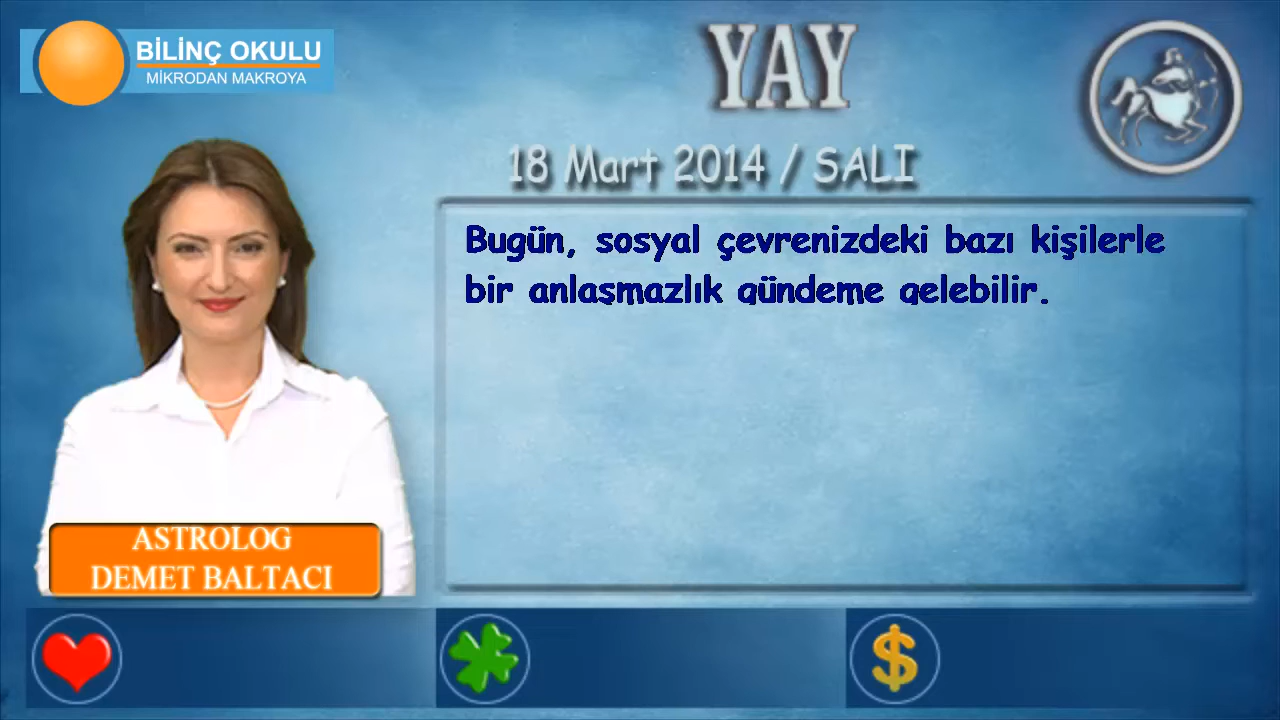 BİLİNÇ OKULU
MİKRODAN MAKROYA
YAY
18 Mart 2014 / SALI
Bugün, sosyal çevrenizdeki bazı kişilerle
bir anlaşmazlık gündeme gelebilir.
ASTROLOG
DEMET BALTACI